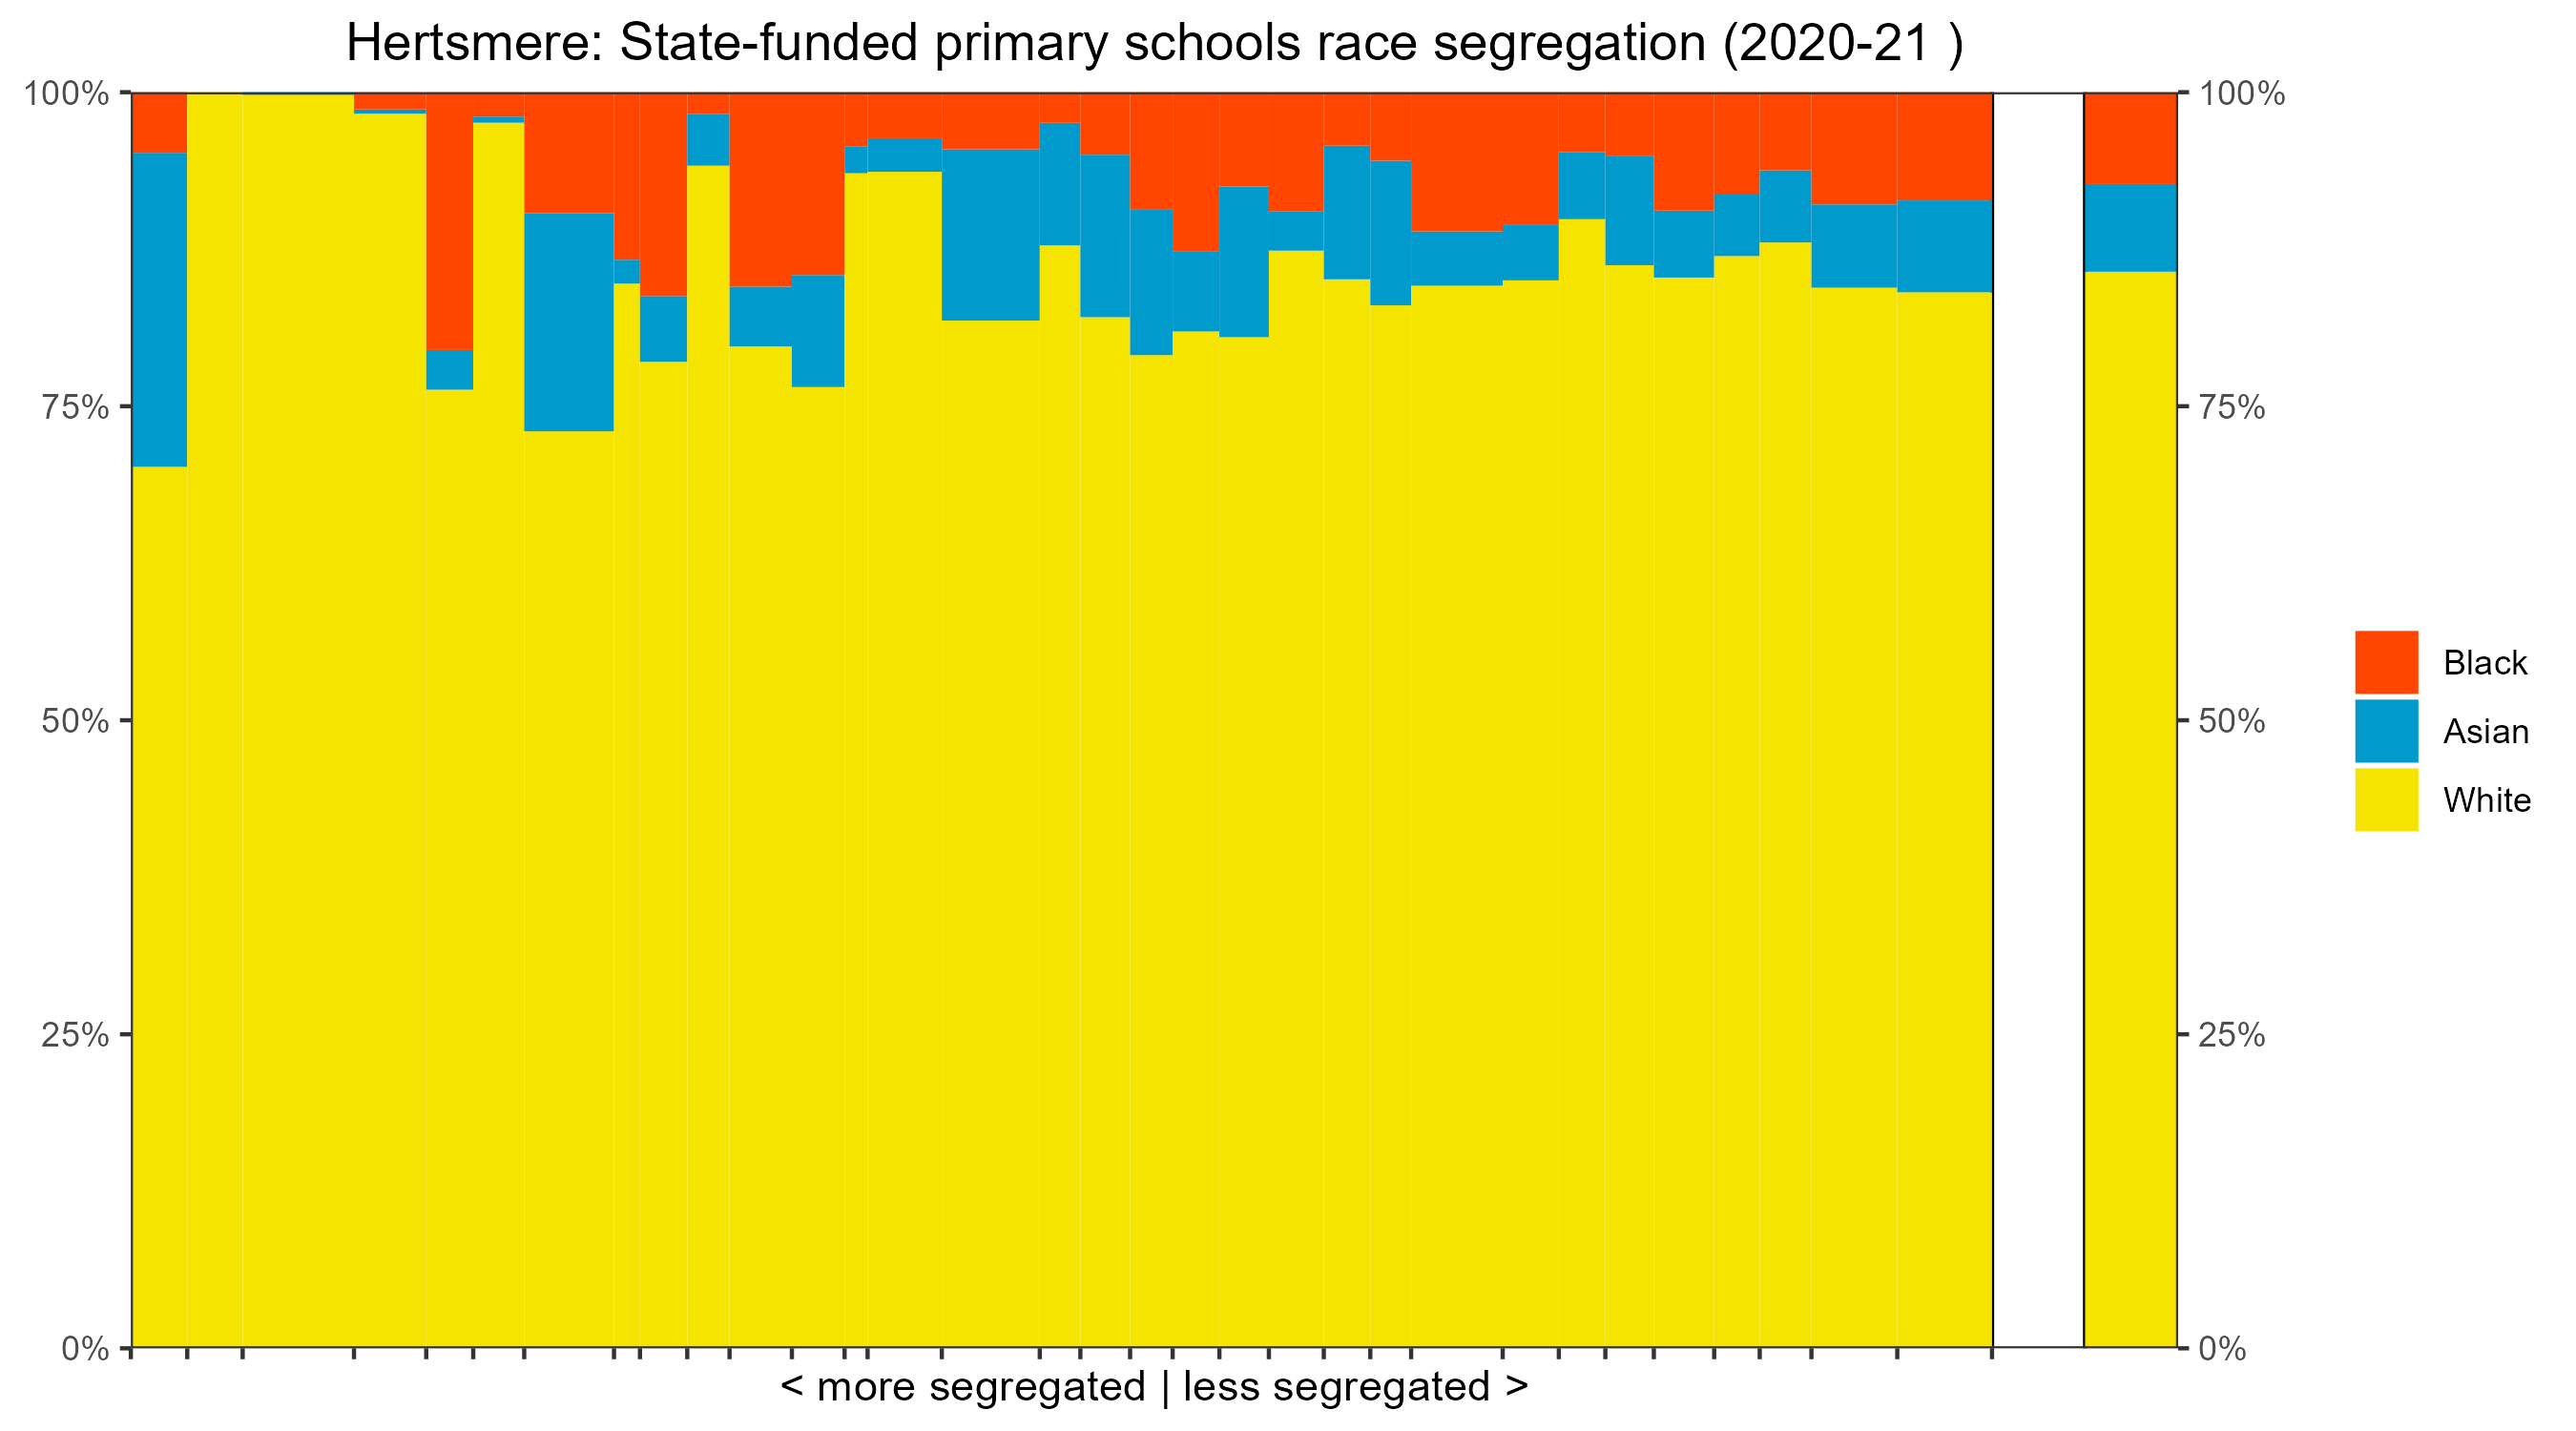 Hertsmere: State-funded primary schools race segregation (2020-21 )
100%
75%
50%
25%
0%
100%
75%
50%
25%
0%
Black
Asian
White
< more segregated | less segregated >